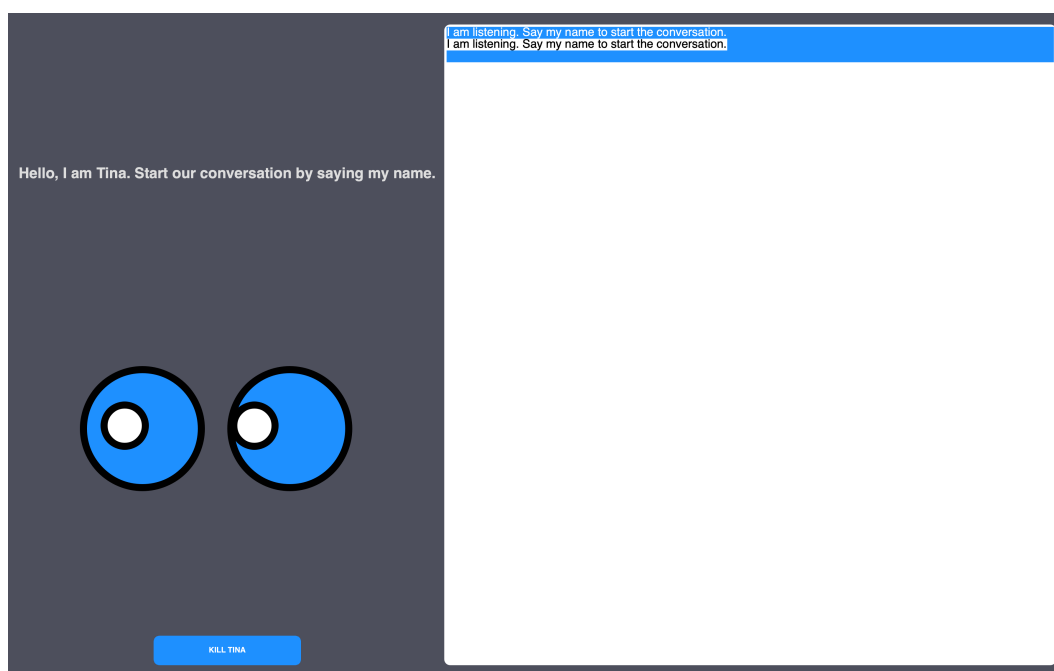 Hello, I am Tina. Start our conversation by saying my name.
I am listening. Say my name to start the conversation.
I am listening. Say my name to start the conversation.
KILL TINA